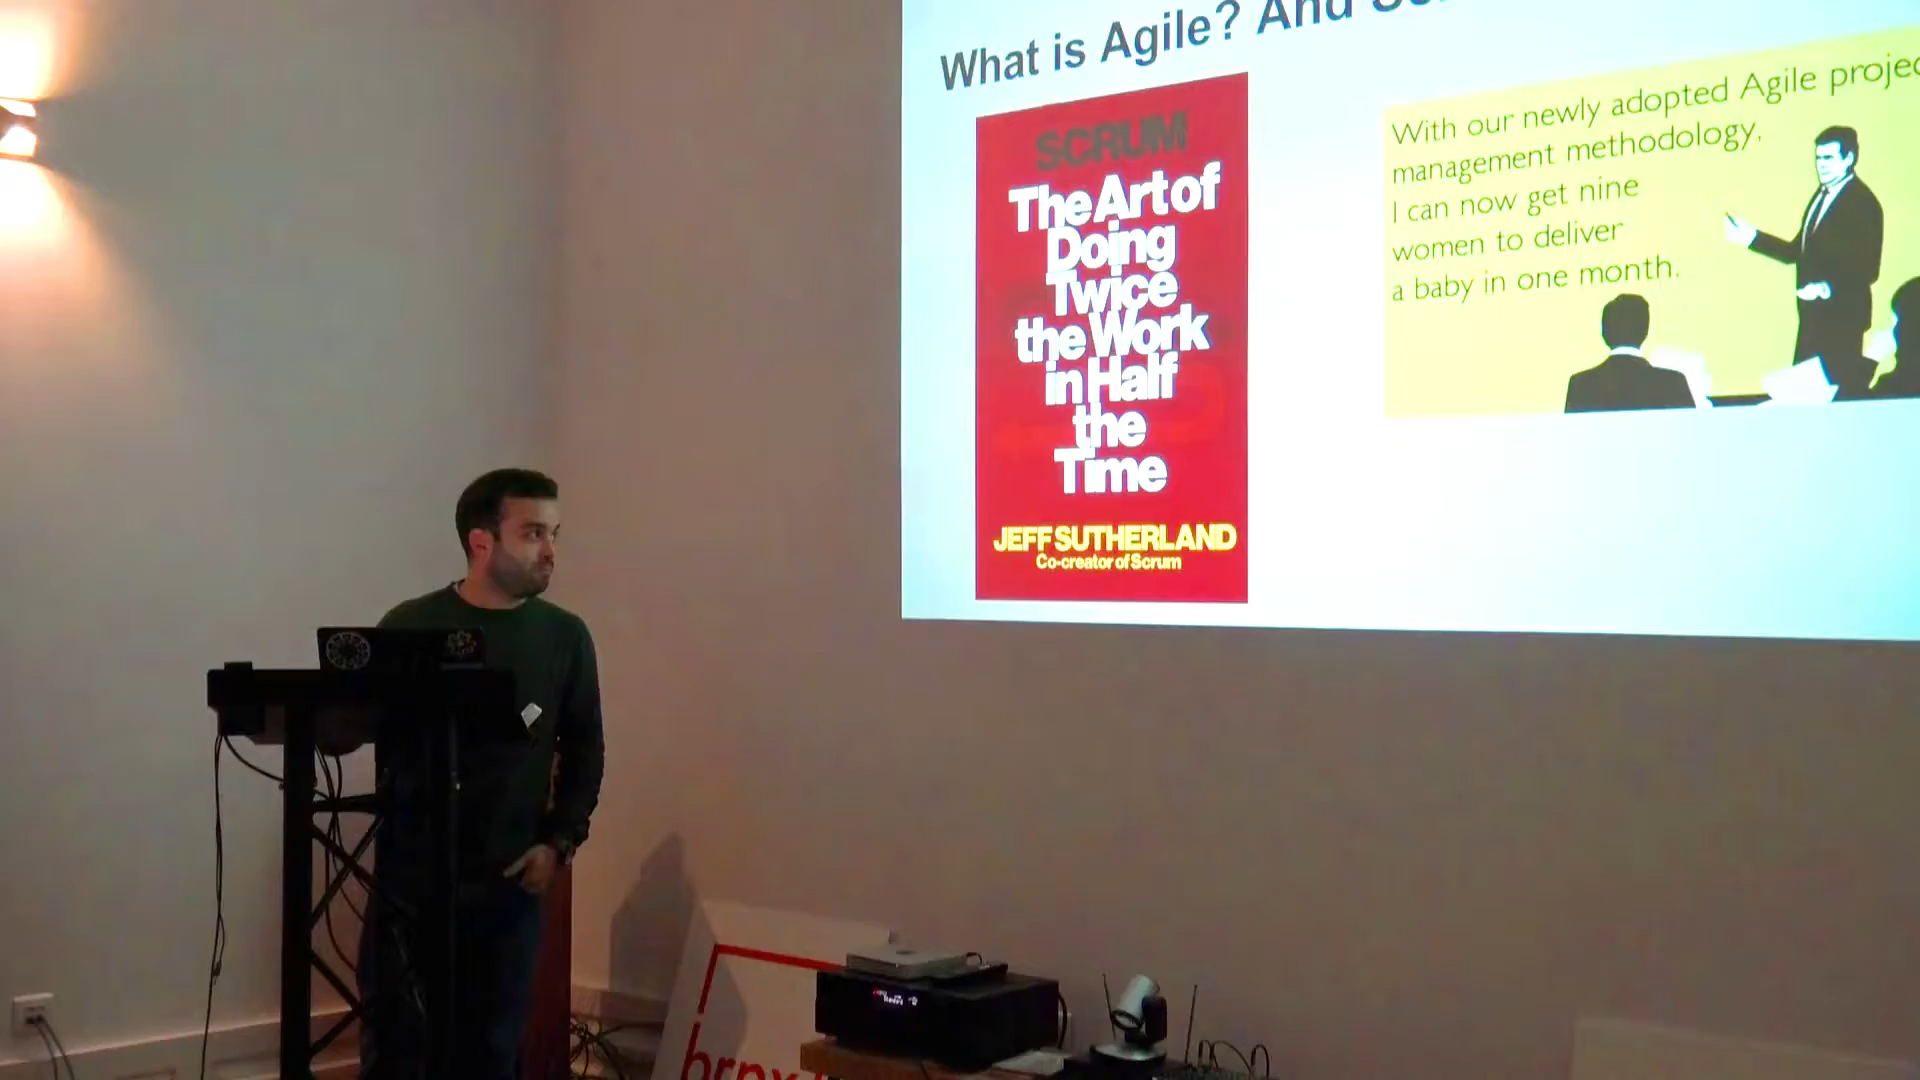 What is Agile? And
SCRUM
The Art of
Doing
Twice
the Work
in Half
the
Time
JEFF SUTHERLAND
Co-creator of Scrum
With our newly adopted Agile
management methodology,
I can now get nine
women to deliver
a baby in one month.